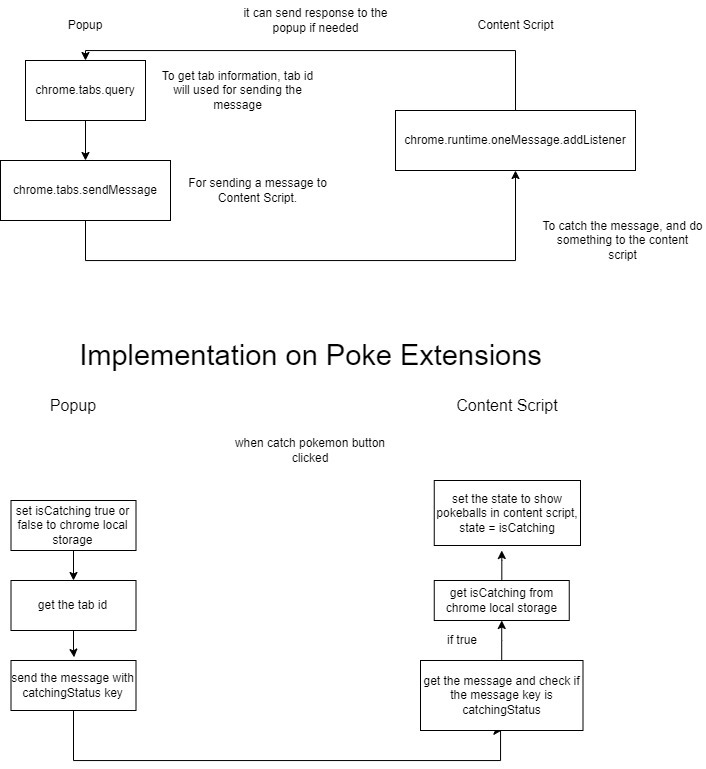 it can send response to the
popup if needed
Popup
Content Script
chrome.tabs.query
To get tab information, tab id
will used for sending the
message
chrome.runtime.oneMessage.addListener
chrome.tabs.sendMessage
For sending a message to
Content Script.
To catch the message, and do
something to the content
script
Implementation on Poke Extensions
Popup
Content Script
when catch pokemon button
clicked
set isCatching true or
false to chrome local
storage
get the tab id
send the message with
catchingStatus key
set the state to show
pokeballs in content script,
state = isCatching
get isCatching from
chrome local storage
if true
get the message and check if
the message key is
catchingStatus